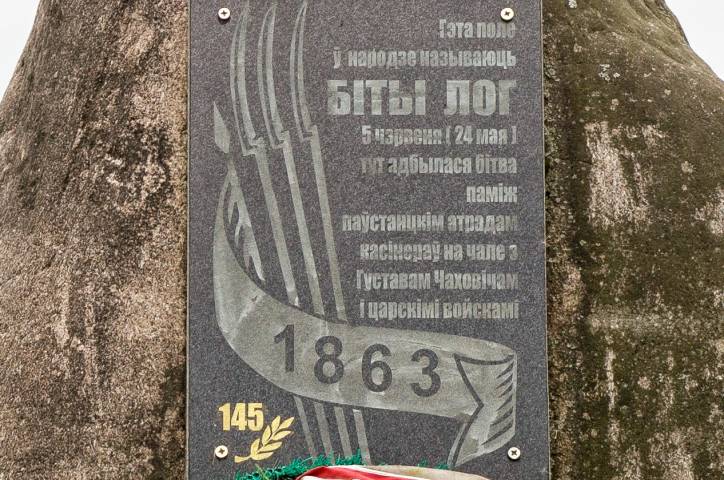 Гэта поле
ў народзе называюць
БІТЫ ЛОГ
5 чэрвеня ( 24 мая )
тут адбылася бітва
паміж
паўстанцкім атрадам
касінераў на чале з
Густавам Чаховічам
і царскімі войскамі
1863
145